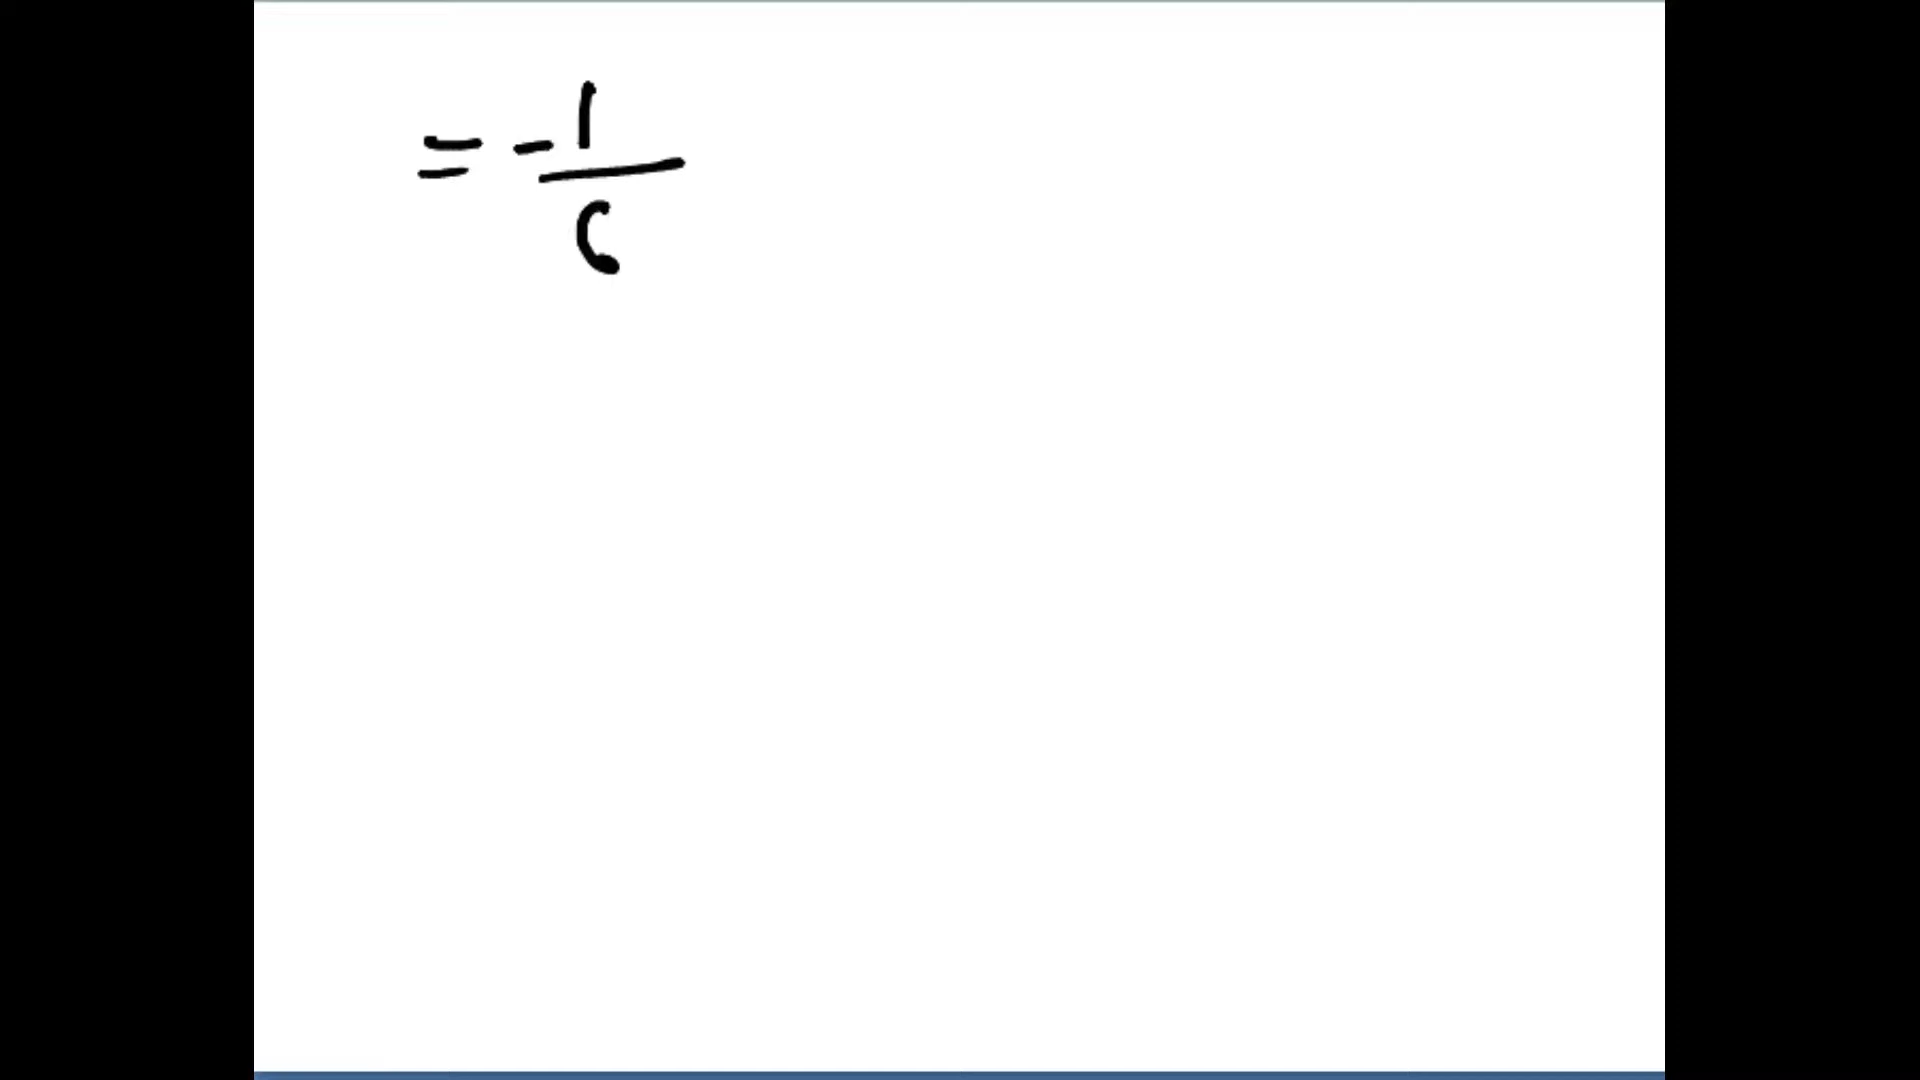 = -1/6